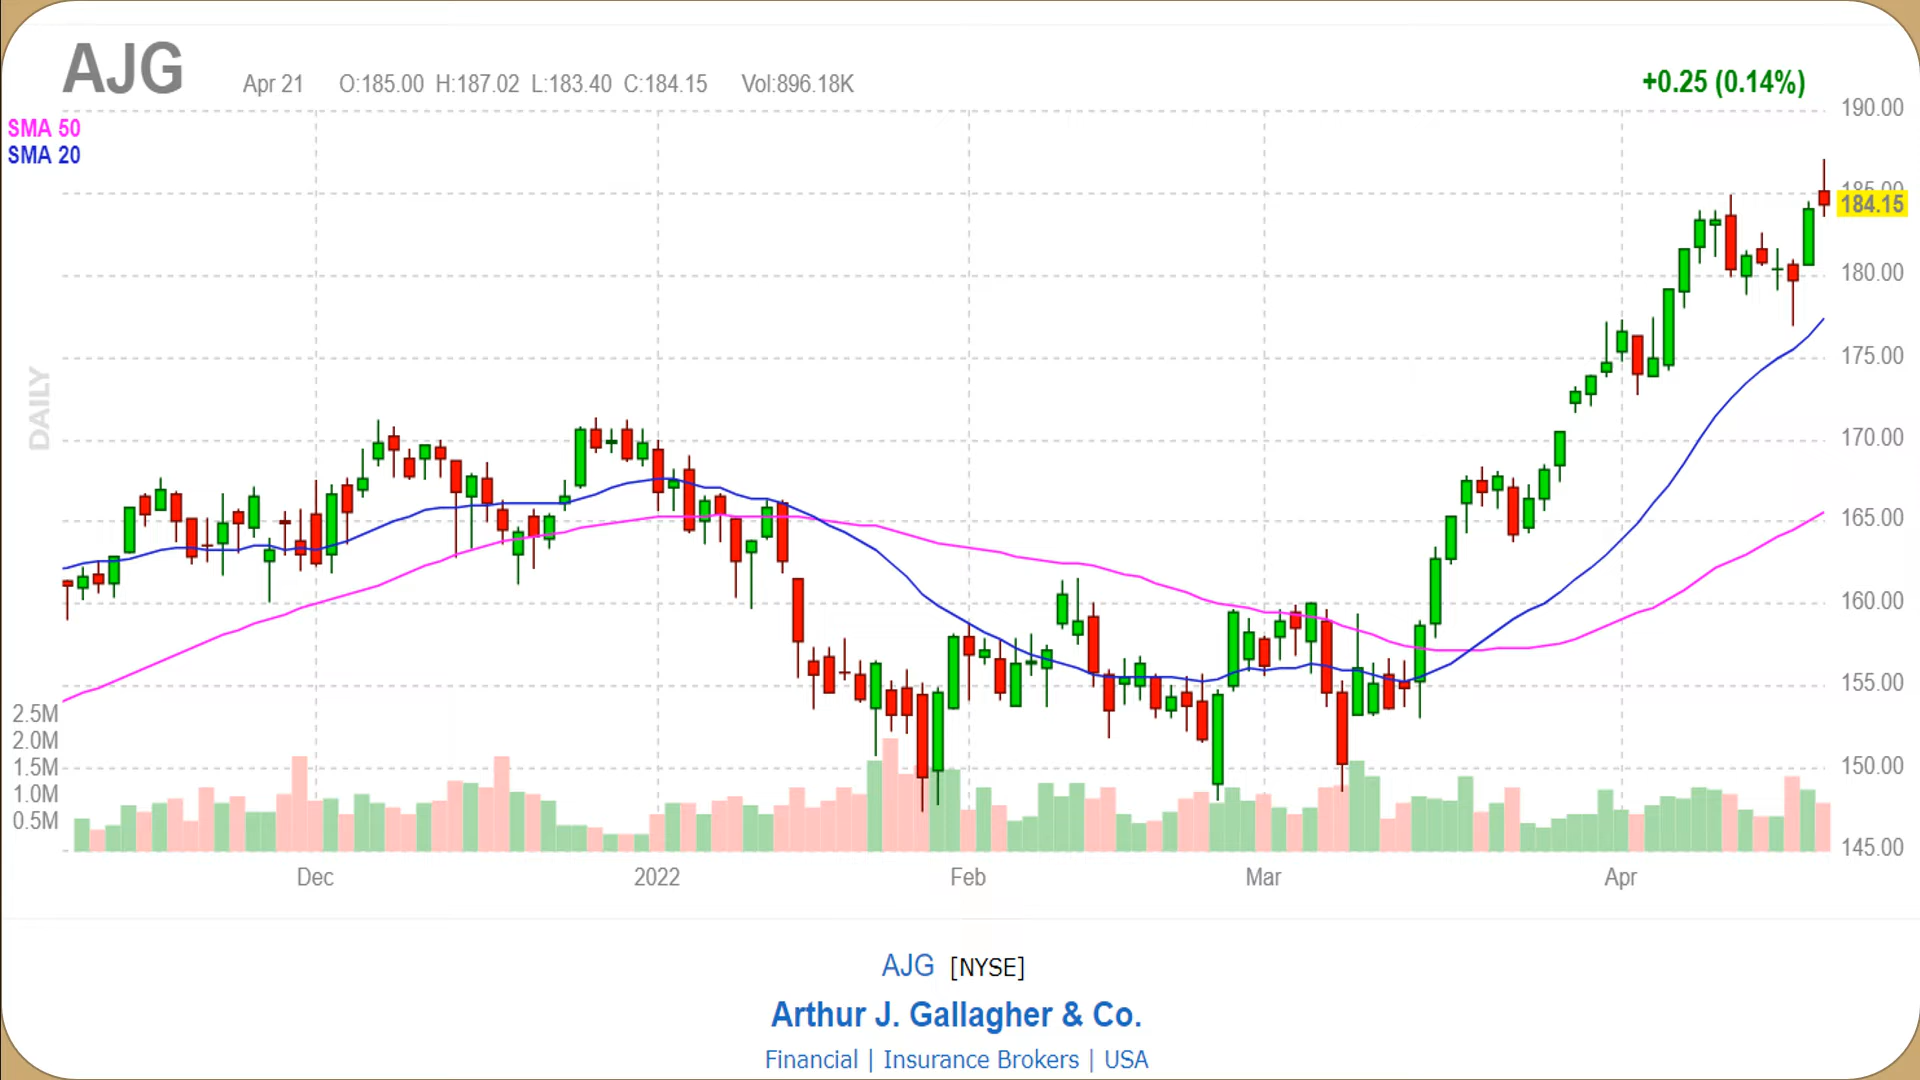 AJG Apr 21 O:185.00 H:187.02 L:183.40 C:184.15 Vol:896.18K +0.25 (0.14%)
SMA 50
SMA 20
190.00
185.00
184.15
180.00
175.00
170.00
165.00
160.00
155.00
150.00
145.00
DAILY
2.5M
2.0M
1.5M
1.0M
0.5M
Dec 2022 Feb Mar Apr
AJG [NYSE]
Arthur J. Gallagher & Co.
Financial | Insurance Brokers | USA